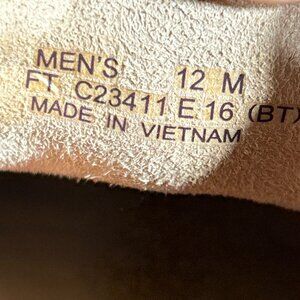 MEN'S 12 M
FT C23411 E 16 (BT)
MADE IN VIETNAM